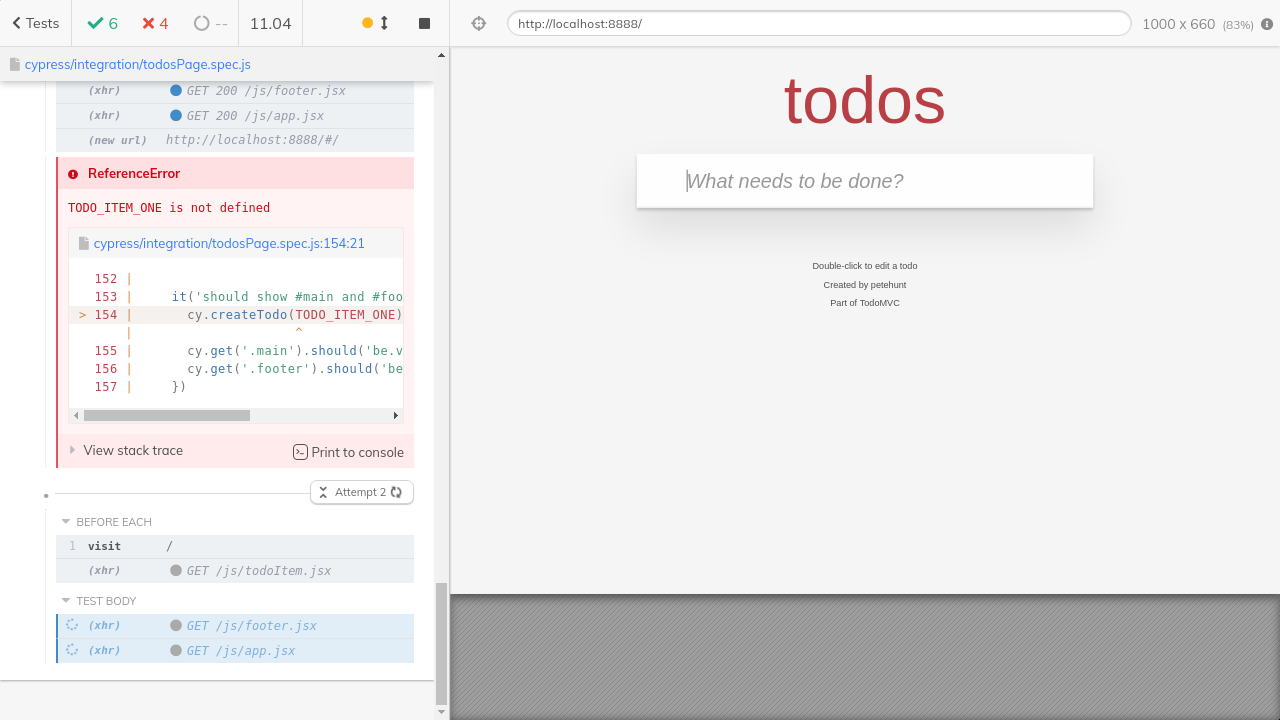 Tests
6
4
--
11.04
http://localhost:8888/
1000 x 660 (83%)
cypress/integration/todosPage.spec.js
(xhr) GET 200 /js/footer.jsx
(xhr) GET 200 /js/app.jsx
(new url) http://localhost:8888/#/
ReferenceError
TODO_ITEM_ONE is not defined
cypress/integration/todosPage.spec.js:154:21
152 |
153 |     it('should show #main and #foo
> 154 |       cy.createTodo(TODO_ITEM_ONE)
|                     ^
155 |       cy.get('.main').should('be.v
156 |       cy.get('.footer').should('be
157 |     })
View stack trace
Print to console
Attempt 2
BEFORE EACH
1 visit /
(xhr) GET /js/todoItem.jsx
TEST BODY
(xhr) GET /js/footer.jsx
(xhr) GET /js/app.jsx
todos
What needs to be done?
Double-click to edit a todo
Created by petehunt
Part of TodoMVC